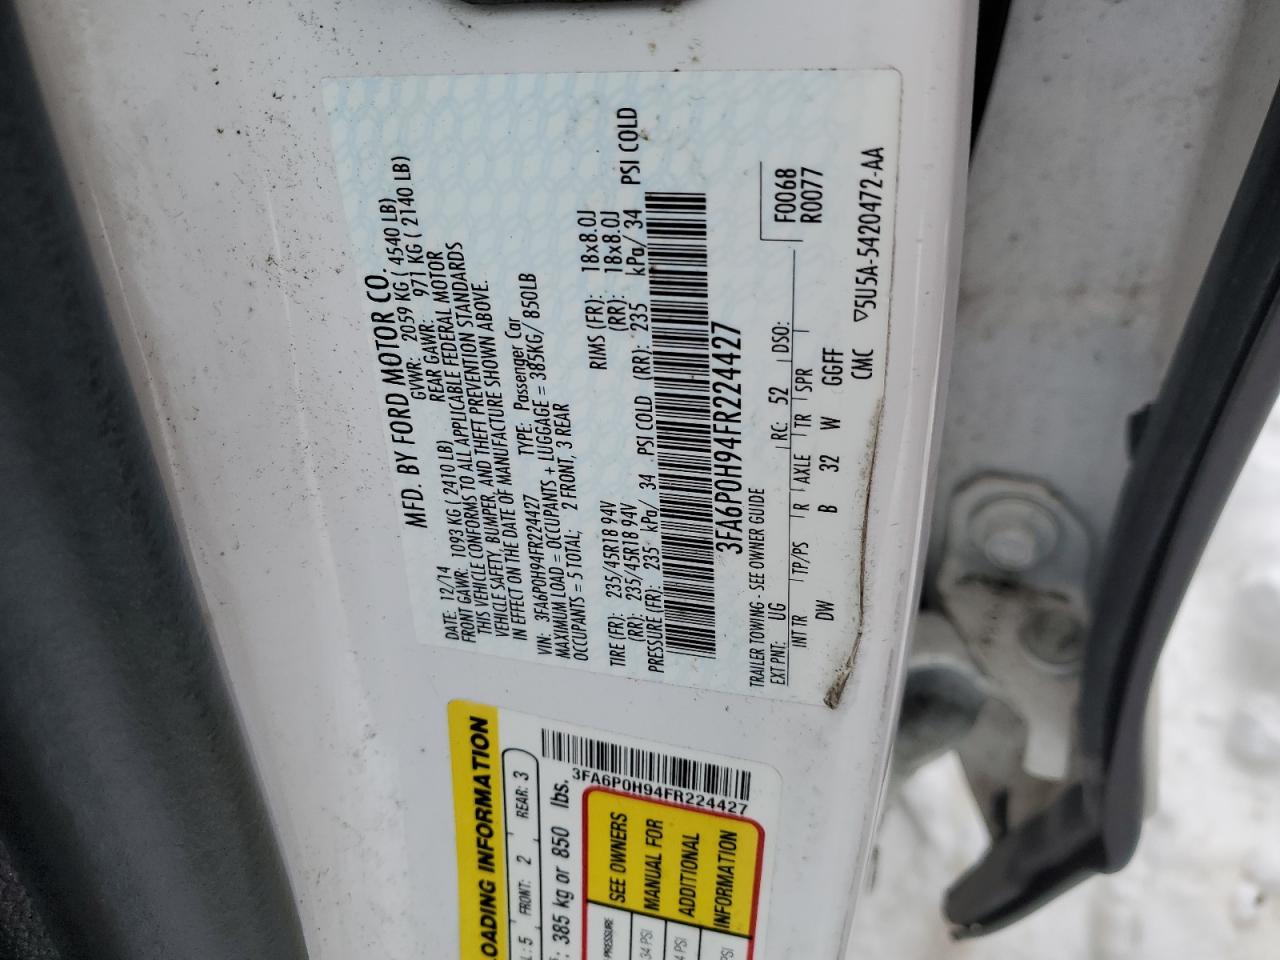 MFD. BY FORD MOTOR CO.
DATE: 12/14 GVWR: 2059 KG ( 4540 LB)
FRONT GAWR: 1093 KG ( 2410 LB) REAR GAWR: 971 KG ( 2140 LB)
THIS VEHICLE CONFORMS TO ALL APPLICABLE FEDERAL MOTOR
VEHICLE SAFETY, BUMPER, AND THEFT PREVENTION STANDARDS
IN EFFECT ON THE DATE OF MANUFACTURE SHOWN ABOVE.
VIN: 3FA6P0H94FR224427 TYPE: Passenger Car
MAXIMUM LOAD = OCCUPANTS + LUGGAGE = 385KG/ 850LB
OCCUPANTS = 5 TOTAL; 2 FRONT, 3 REAR
TIRE (FR): 235/45R18 94V RIMS (FR): 18x8.0J
(RR): 235/45R18 94V (RR): 18x8.0J
PRESSURE (FR): 235 kPa/ 34 PSI COLD (RR): 235 kPa/ 34 PSI COLD
3FA6P0H94FR224427
TRAILER TOWING - SEE OWNER GUIDE
EXT PNT: UG RC: 52 DSO: F0068
R0077
INT TR TP/PS R AXLE TR SPR
DW B 32 W GGFF
CMC ▽5U5A-5420472-AA
LOADING INFORMATION
: 5 FRONT: 2 REAR: 3
385 kg or 850 lbs.
3FA6P0H94FR224427
PRESSURE
SEE OWNERS
MANUAL FOR
ADDITIONAL
INFORMATION
34 PSI
4 PSI
PSI